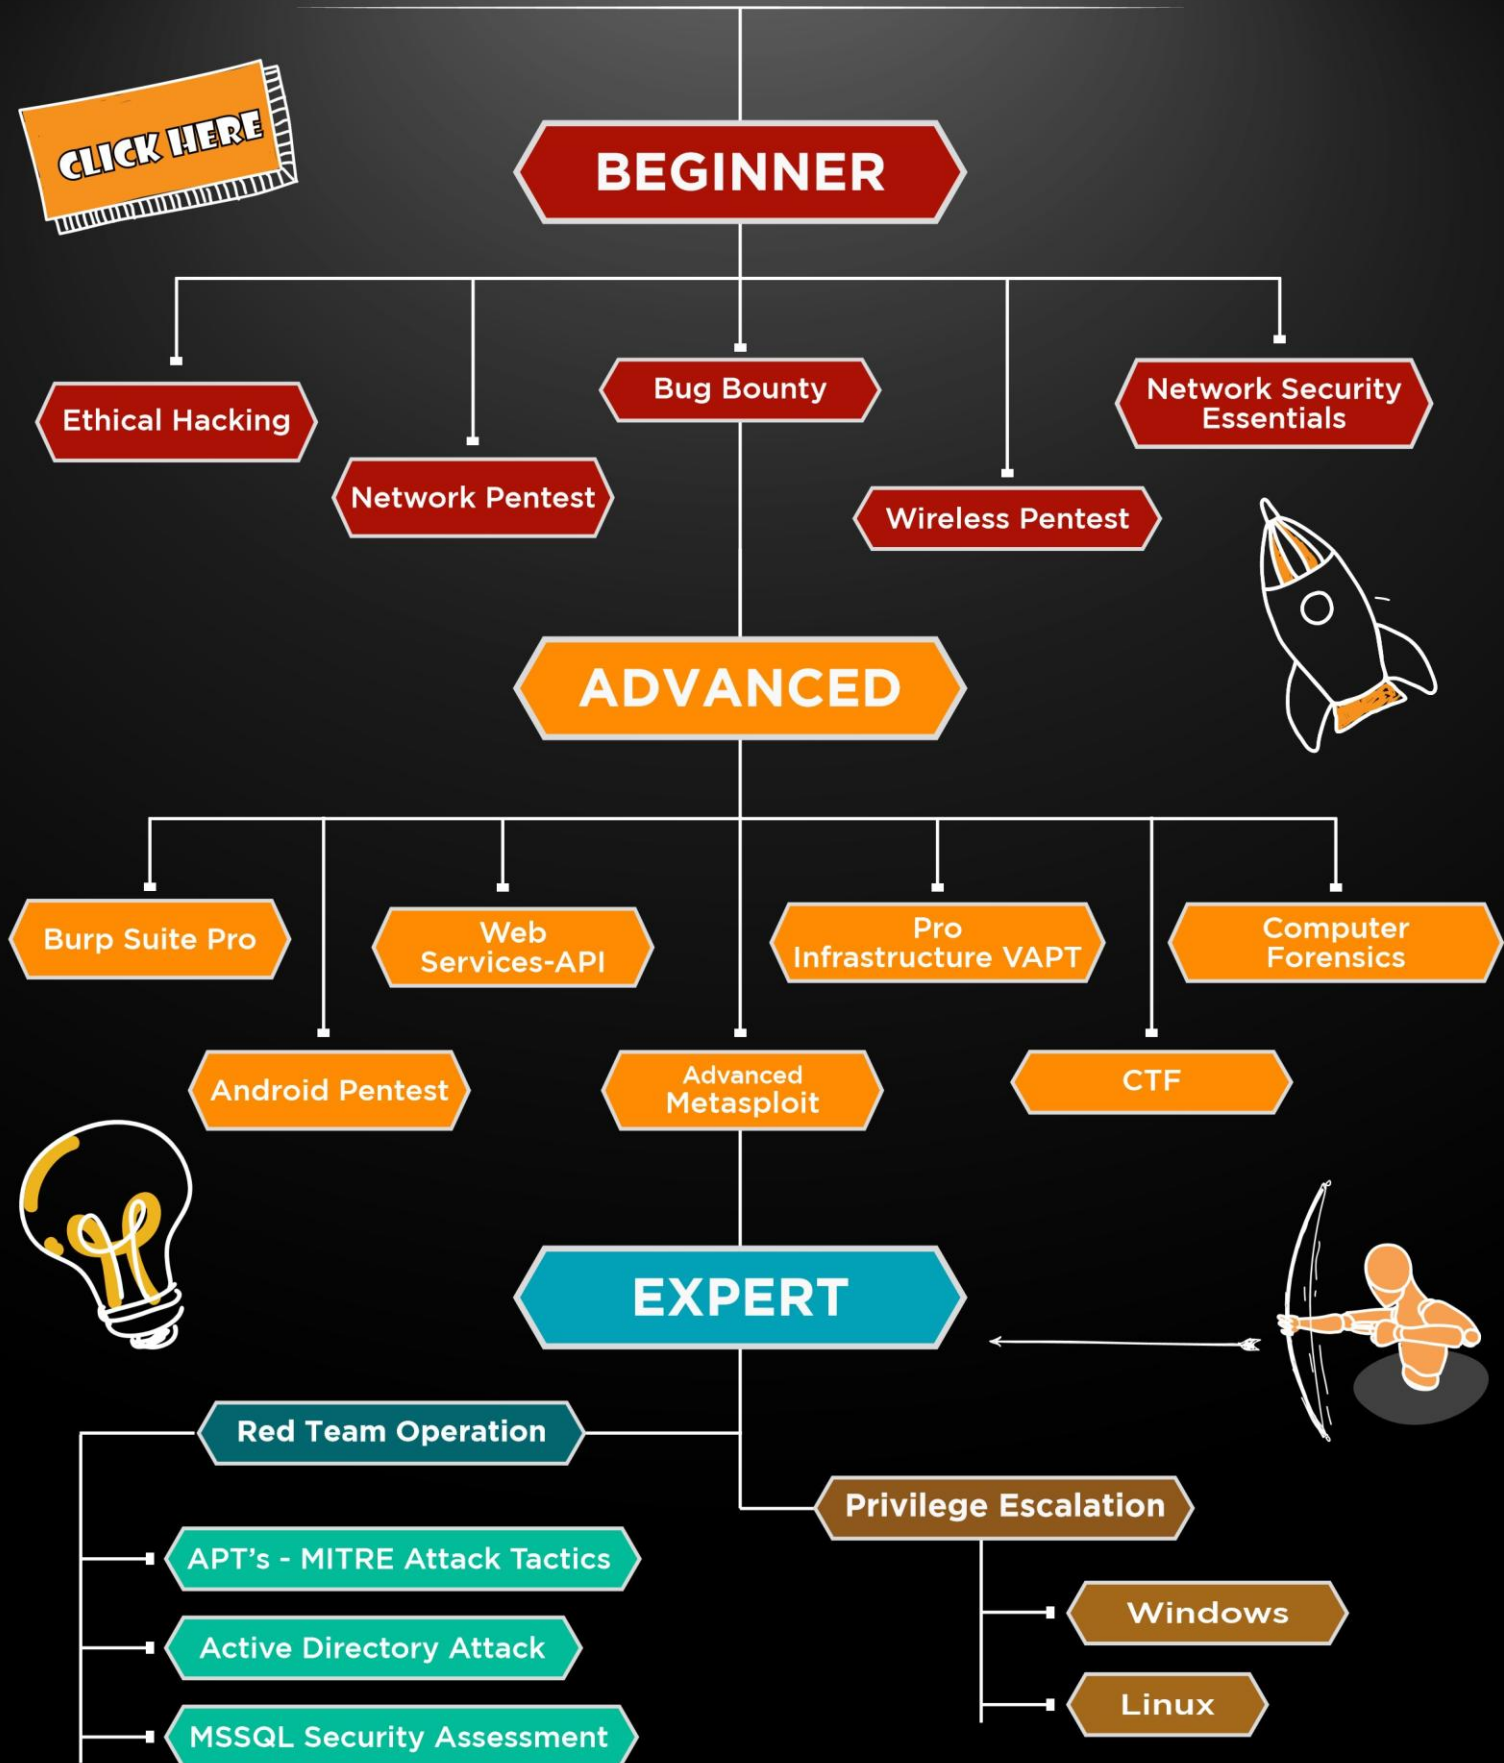 CLICK HERE
BEGINNER
Ethical Hacking
Network Pentest
Bug Bounty
Wireless Pentest
Network Security
Essentials
ADVANCED
Burp Suite Pro
Android Pentest
Web
Services-API
Advanced
Metasploit
Pro
Infrastructure VAPT
CTF
Computer
Forensics
EXPERT
Red Team Operation
APT's - MITRE Attack Tactics
Active Directory Attack
MSSQL Security Assessment
Privilege Escalation
Windows
Linux